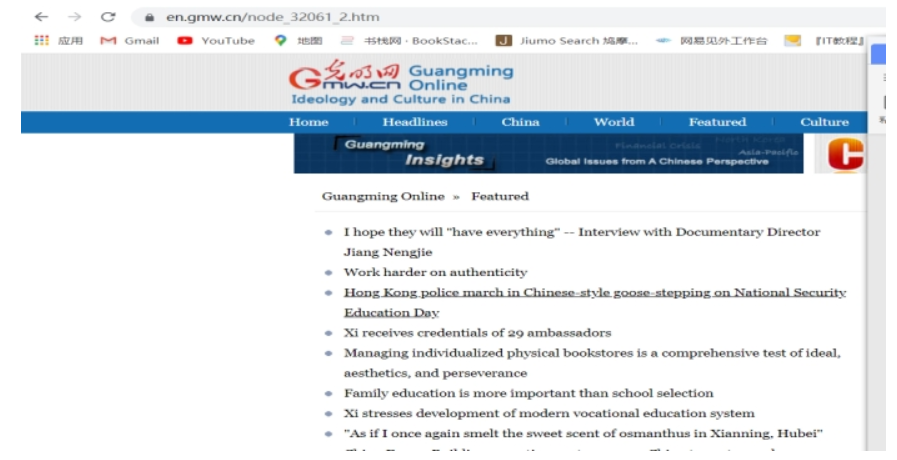 en.gmw.cn/node_32061_2.htm
应用 Gmail YouTube 地图 书栈网 · BookStac... Jiumo Search 鸠摩... 网易见外工作台 『IT教程』
光明网 Guangming
GMW.CN Online
Ideology and Culture in China
Home Headlines China World Featured Culture
Guangming
Insights
Financial Crisis
Asia-Pacific
Global Issues from A Chinese Perspective
Guangming Online » Featured
I hope they will "have everything" -- Interview with Documentary Director
Jiang Nengjie
Work harder on authenticity
Hong Kong police march in Chinese-style goose-stepping on National Security
Education Day
Xi receives credentials of 29 ambassadors
Managing individualized physical bookstores is a comprehensive test of ideal,
aesthetics, and perseverance
Family education is more important than school selection
Xi stresses development of modern vocational education system
"As if I once again smelt the sweet scent of osmanthus in Xianning, Hubei"